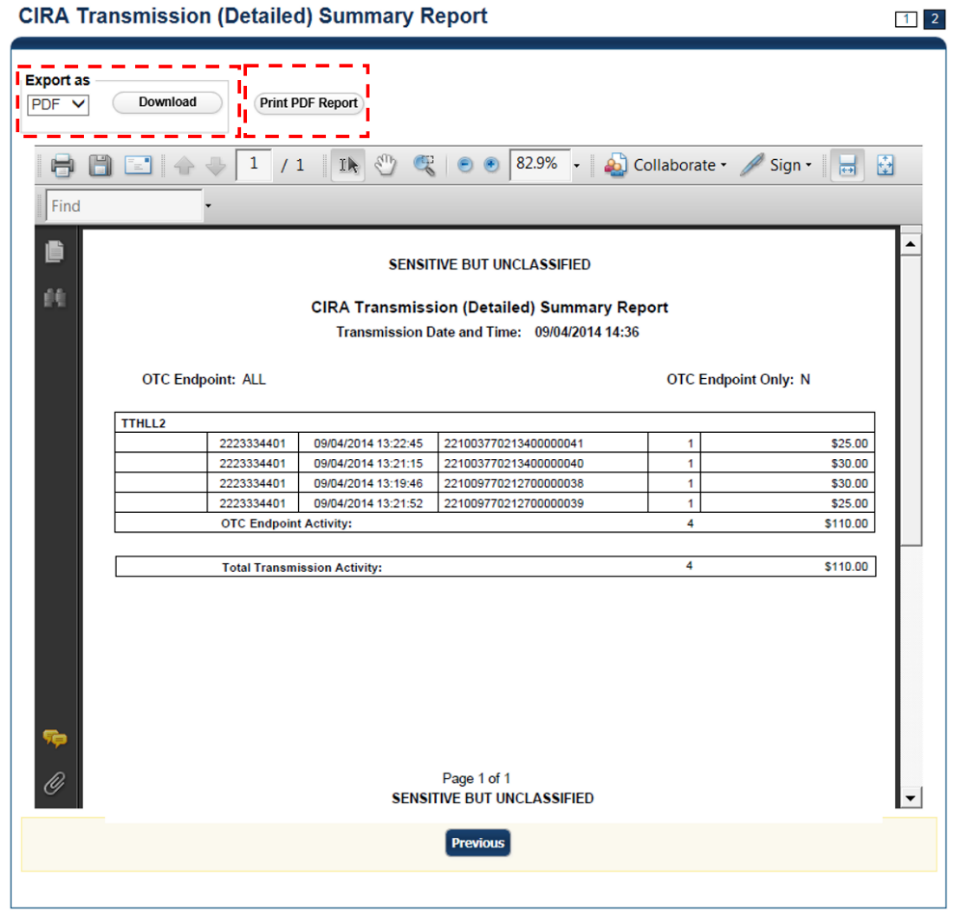 CIRA Transmission (Detailed) Summary Report
1 2
Export as
PDF Download Print PDF Report
1 / 1 82.9% Collaborate Sign
Find
SENSITIVE BUT UNCLASSIFIED
CIRA Transmission (Detailed) Summary Report
Transmission Date and Time: 09/04/2014 14:36
OTC Endpoint: ALL OTC Endpoint Only: N
TTHLL2
2223334401 09/04/2014 13:22:45 221003770213400000041 1 $25.00
2223334401 09/04/2014 13:21:15 221003770213400000040 1 $30.00
2223334401 09/04/2014 13:19:46 221009770212700000038 1 $30.00
2223334401 09/04/2014 13:21:52 221009770212700000039 1 $25.00
OTC Endpoint Activity: 4 $110.00
Total Transmission Activity: 4 $110.00
Page 1 of 1
SENSITIVE BUT UNCLASSIFIED
Previous